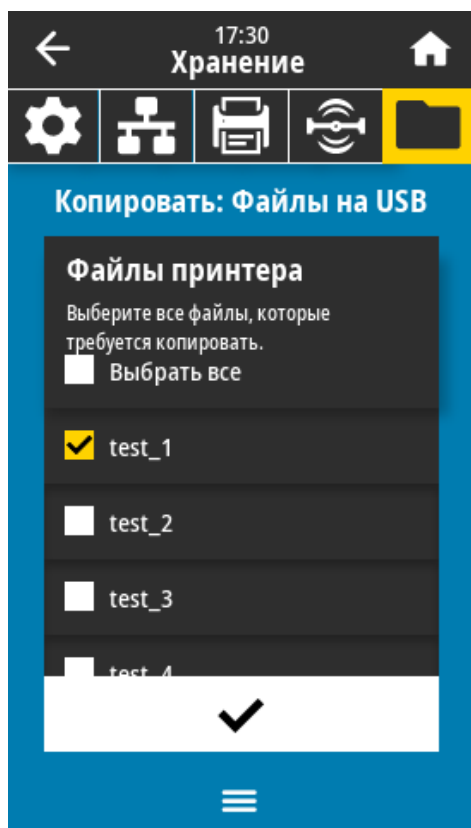 17:30
Хранение
Копировать: Файлы на USB
Файлы принтера
Выберите все файлы, которые
требуется копировать.
Выбрать все
test_1
test_2
test_3
test_4